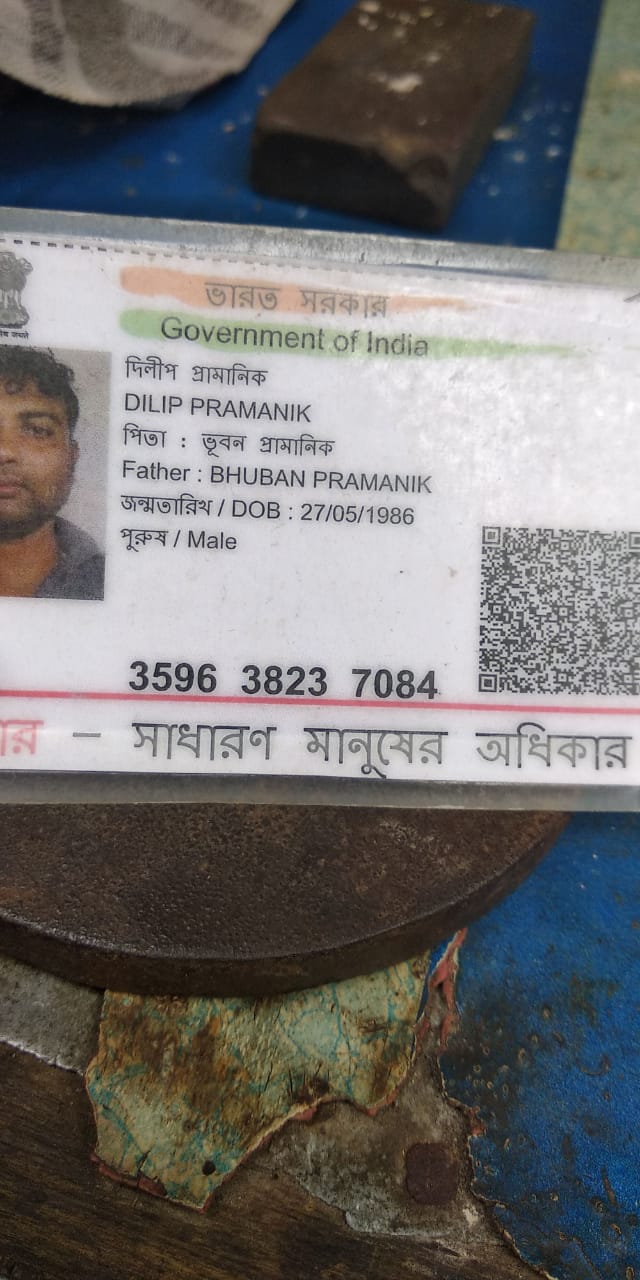 ভারত সরকার
Government of India
দিলীপ প্রামানিক
DILIP PRAMANIK
পিতা : ভূবন প্রামানিক
Father : BHUBAN PRAMANIK
জন্মতারিখ / DOB : 27/05/1986
পুরুষ / Male
3596 3823 7084
– সাধারণ মানুষের অধিকার